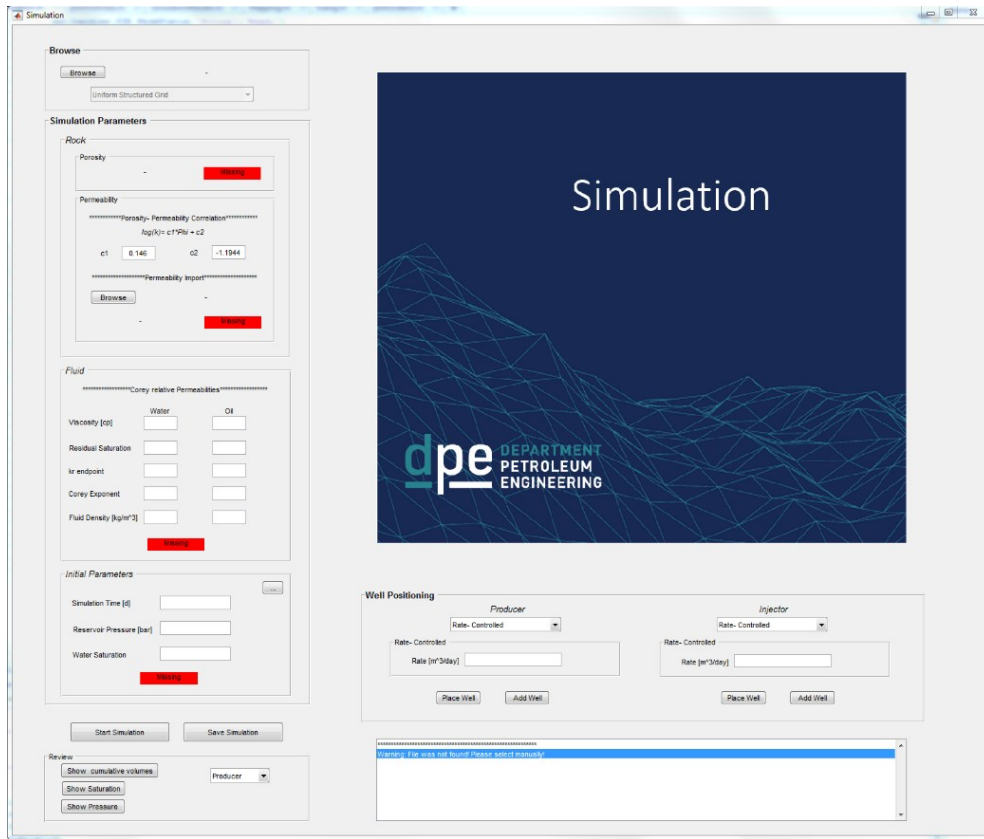 Simulation
Browse
Browse -
Uniform Structured Grid
Simulation Parameters
Rock
Porosity
- Missing
Permeability
************Porosity- Permeability Correlation************
log(k)= c1*Phi + c2
c1 0.146 c2 -1.1944
********************Permeability Import********************
Browse -
- Missing
Fluid
******************Corey relative Permeabilities******************
Water Oil
Viscosity [cp]
Residual Saturation
kr endpoint
Corey Exponent
Fluid Density [kg/m^3]
Missing
Initial Parameters
...
Simulation Time [d]
Reservoir Pressure [bar]
Water Saturation
Missing
Start Simulation Save Simulation
Review
Show cumulative volumes Producer
Show Saturation
Show Pressure
Simulation
dpe DEPARTMENT
PETROLEUM
ENGINEERING
Well Positioning
Producer Injector
Rate- Controlled Rate- Controlled
Rate- Controlled Rate- Controlled
Rate [m^3/day] Rate [m^3/day]
Place Well Add Well Place Well Add Well
************************************************************
Warning: File was not found! Please select manually!